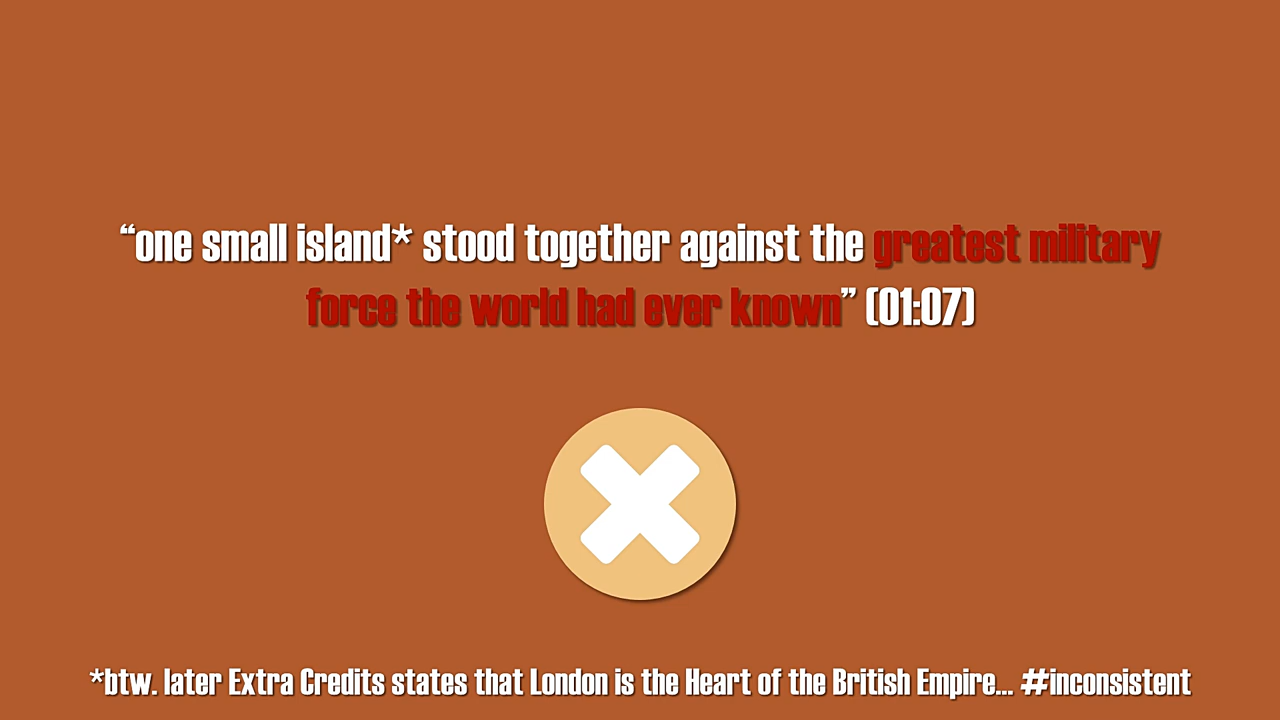 “one small island* stood together against the greatest military
force the world had ever known” (01:07)
*btw. later Extra Credits states that London is the Heart of the British Empire... #inconsistent